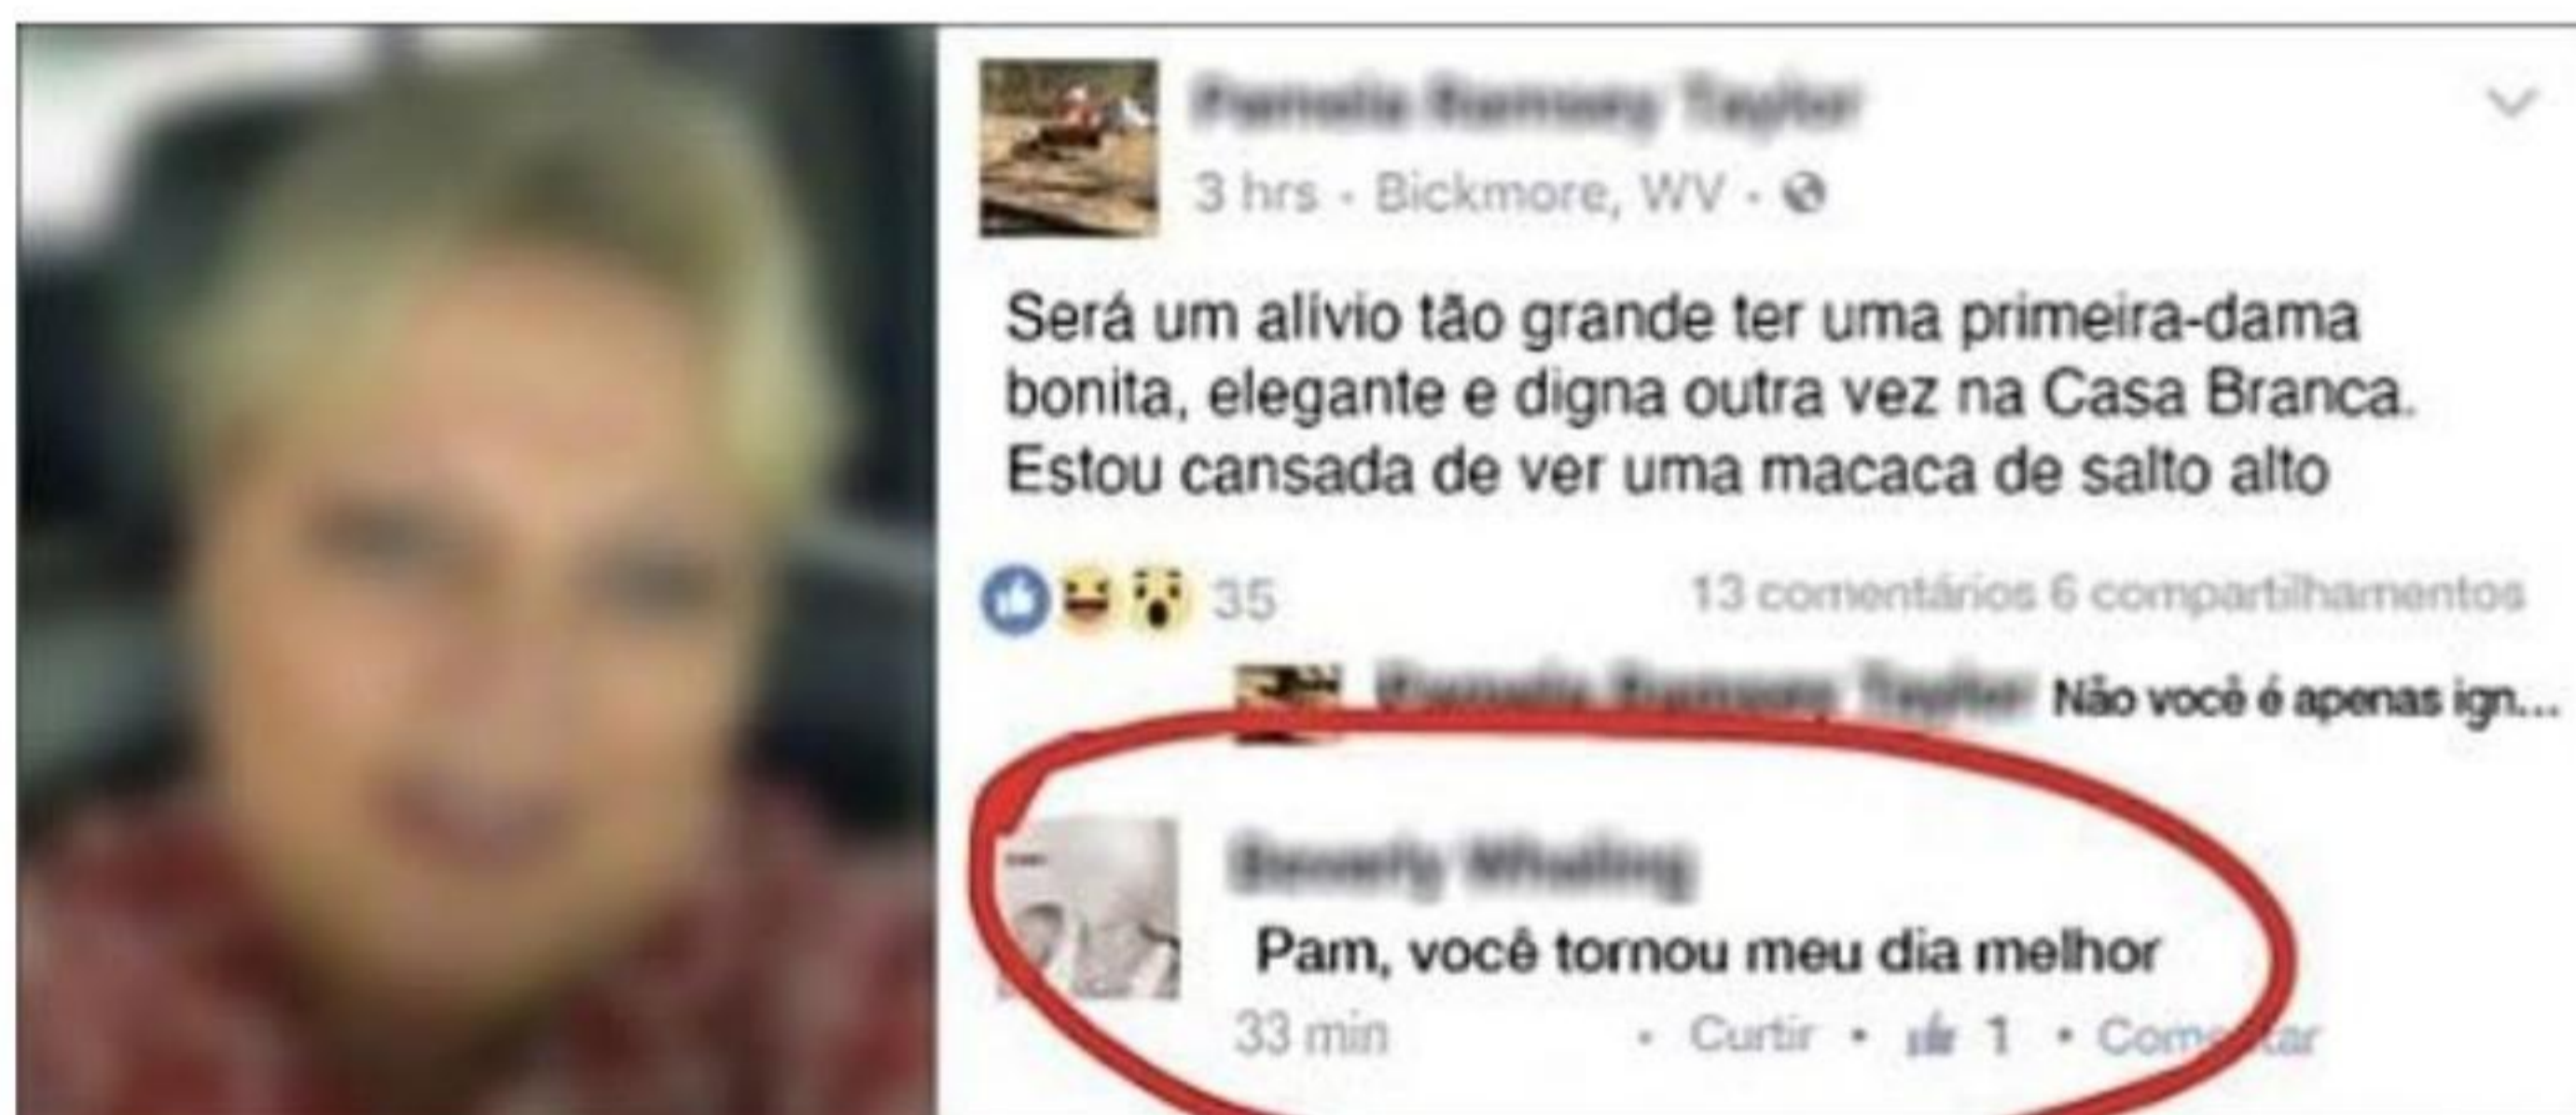 3 hrs · Bickmore, WV ·
Será um alívio tão grande ter uma primeira-dama
bonita, elegante e digna outra vez na Casa Branca.
Estou cansada de ver uma macaca de salto alto
35
13 comentários 6 compartilhamentos
Não você é apenas ign...
Pam, você tornou meu dia melhor
33 min · Curtir · 1 · Comentar